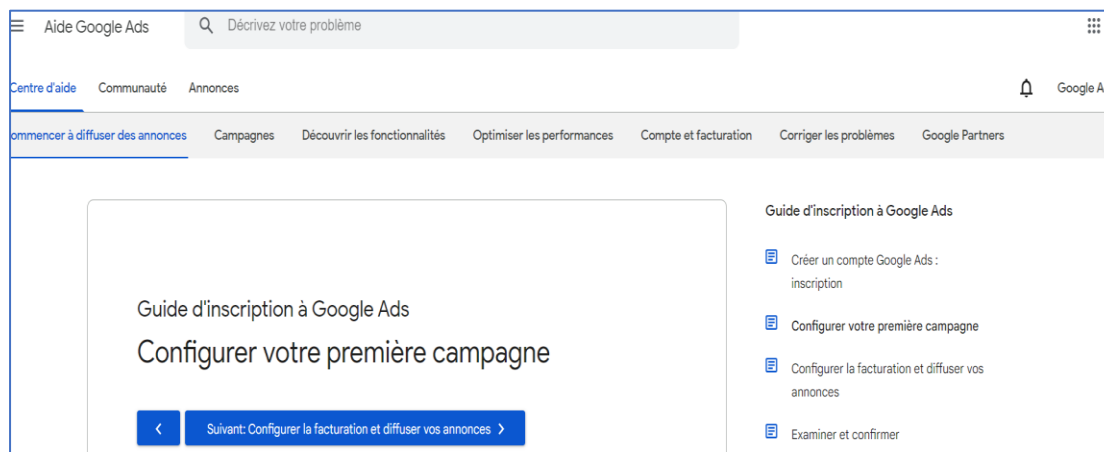 Aide Google Ads
Décrivez votre problème
Centre d'aide Communauté Annonces
Google A
ommencer à diffuser des annonces Campagnes Découvrir les fonctionnalités Optimiser les performances Compte et facturation Corriger les problèmes Google Partners
Guide d'inscription à Google Ads
Configurer votre première campagne
Suivant: Configurer la facturation et diffuser vos annonces
Guide d'inscription à Google Ads
Créer un compte Google Ads :
inscription
Configurer votre première campagne
Configurer la facturation et diffuser vos
annonces
Examiner et confirmer